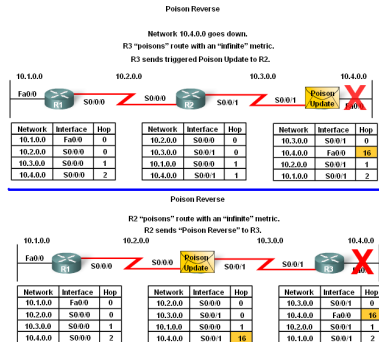 Poison Reverse
Network 10.4.0.0 goes down.
R3 "poisons" route with an "infinite" metric.
R3 sends triggered Poison Update to R2.
10.1.0.0 10.2.0.0 10.3.0.0 10.4.0.0
Fa0/0 R1 S0/0/0 S0/0/0 R2 S0/0/1 S0/0/1 Poison Update Fa0/0
Network Interface Hop
10.1.0.0 Fa0/0 0
10.2.0.0 S0/0/0 0
10.3.0.0 S0/0/0 1
10.4.0.0 S0/0/0 2
Network Interface Hop
10.2.0.0 S0/0/0 0
10.3.0.0 S0/0/1 0
10.1.0.0 S0/0/0 1
10.4.0.0 S0/0/1 1
Network Interface Hop
10.3.0.0 S0/0/1 0
10.4.0.0 Fa0/0 16
10.2.0.0 S0/0/1 1
10.1.0.0 S0/0/1 2
Poison Reverse
R2 "poisons" route with an "infinite" metric.
R2 sends "Poison Reverse" to R3.
10.1.0.0 10.2.0.0 10.3.0.0 10.4.0.0
Fa0/0 R1 S0/0/0 S0/0/0 Poison Update S0/0/1 S0/0/1 R3
Network Interface Hop
10.1.0.0 Fa0/0 0
10.2.0.0 S0/0/0 0
10.3.0.0 S0/0/0 1
10.4.0.0 S0/0/0 2
Network Interface Hop
10.2.0.0 S0/0/0 0
10.3.0.0 S0/0/1 0
10.1.0.0 S0/0/0 1
10.4.0.0 S0/0/1 16
Network Interface Hop
10.3.0.0 S0/0/1 0
10.4.0.0 Fa0/0 16
10.2.0.0 S0/0/1 1
10.1.0.0 S0/0/1 2